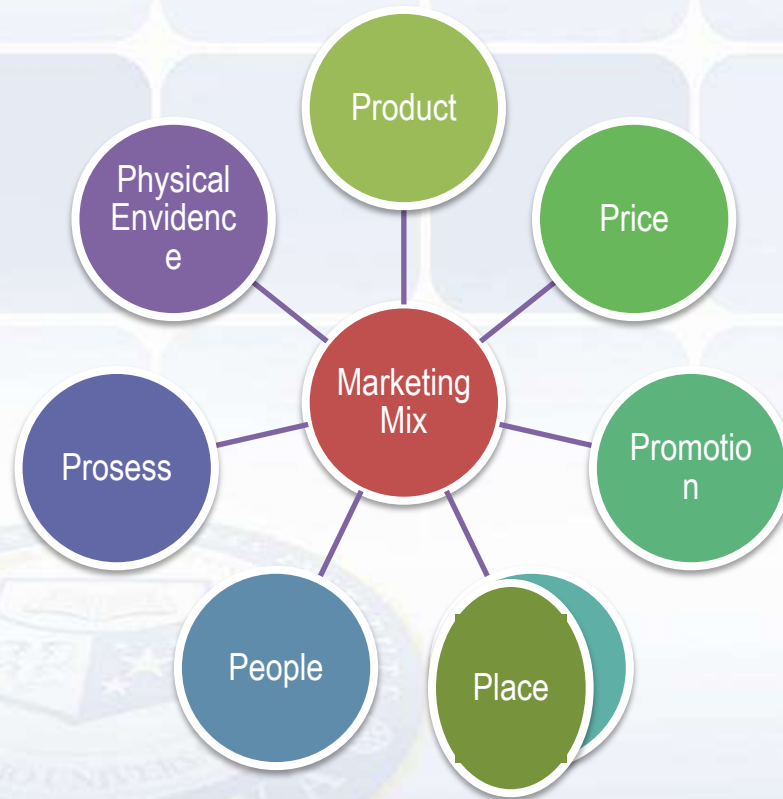 Product
Price
Promotio
n
Place
People
Prosess
Physical
Envidenc
e
Marketing
Mix